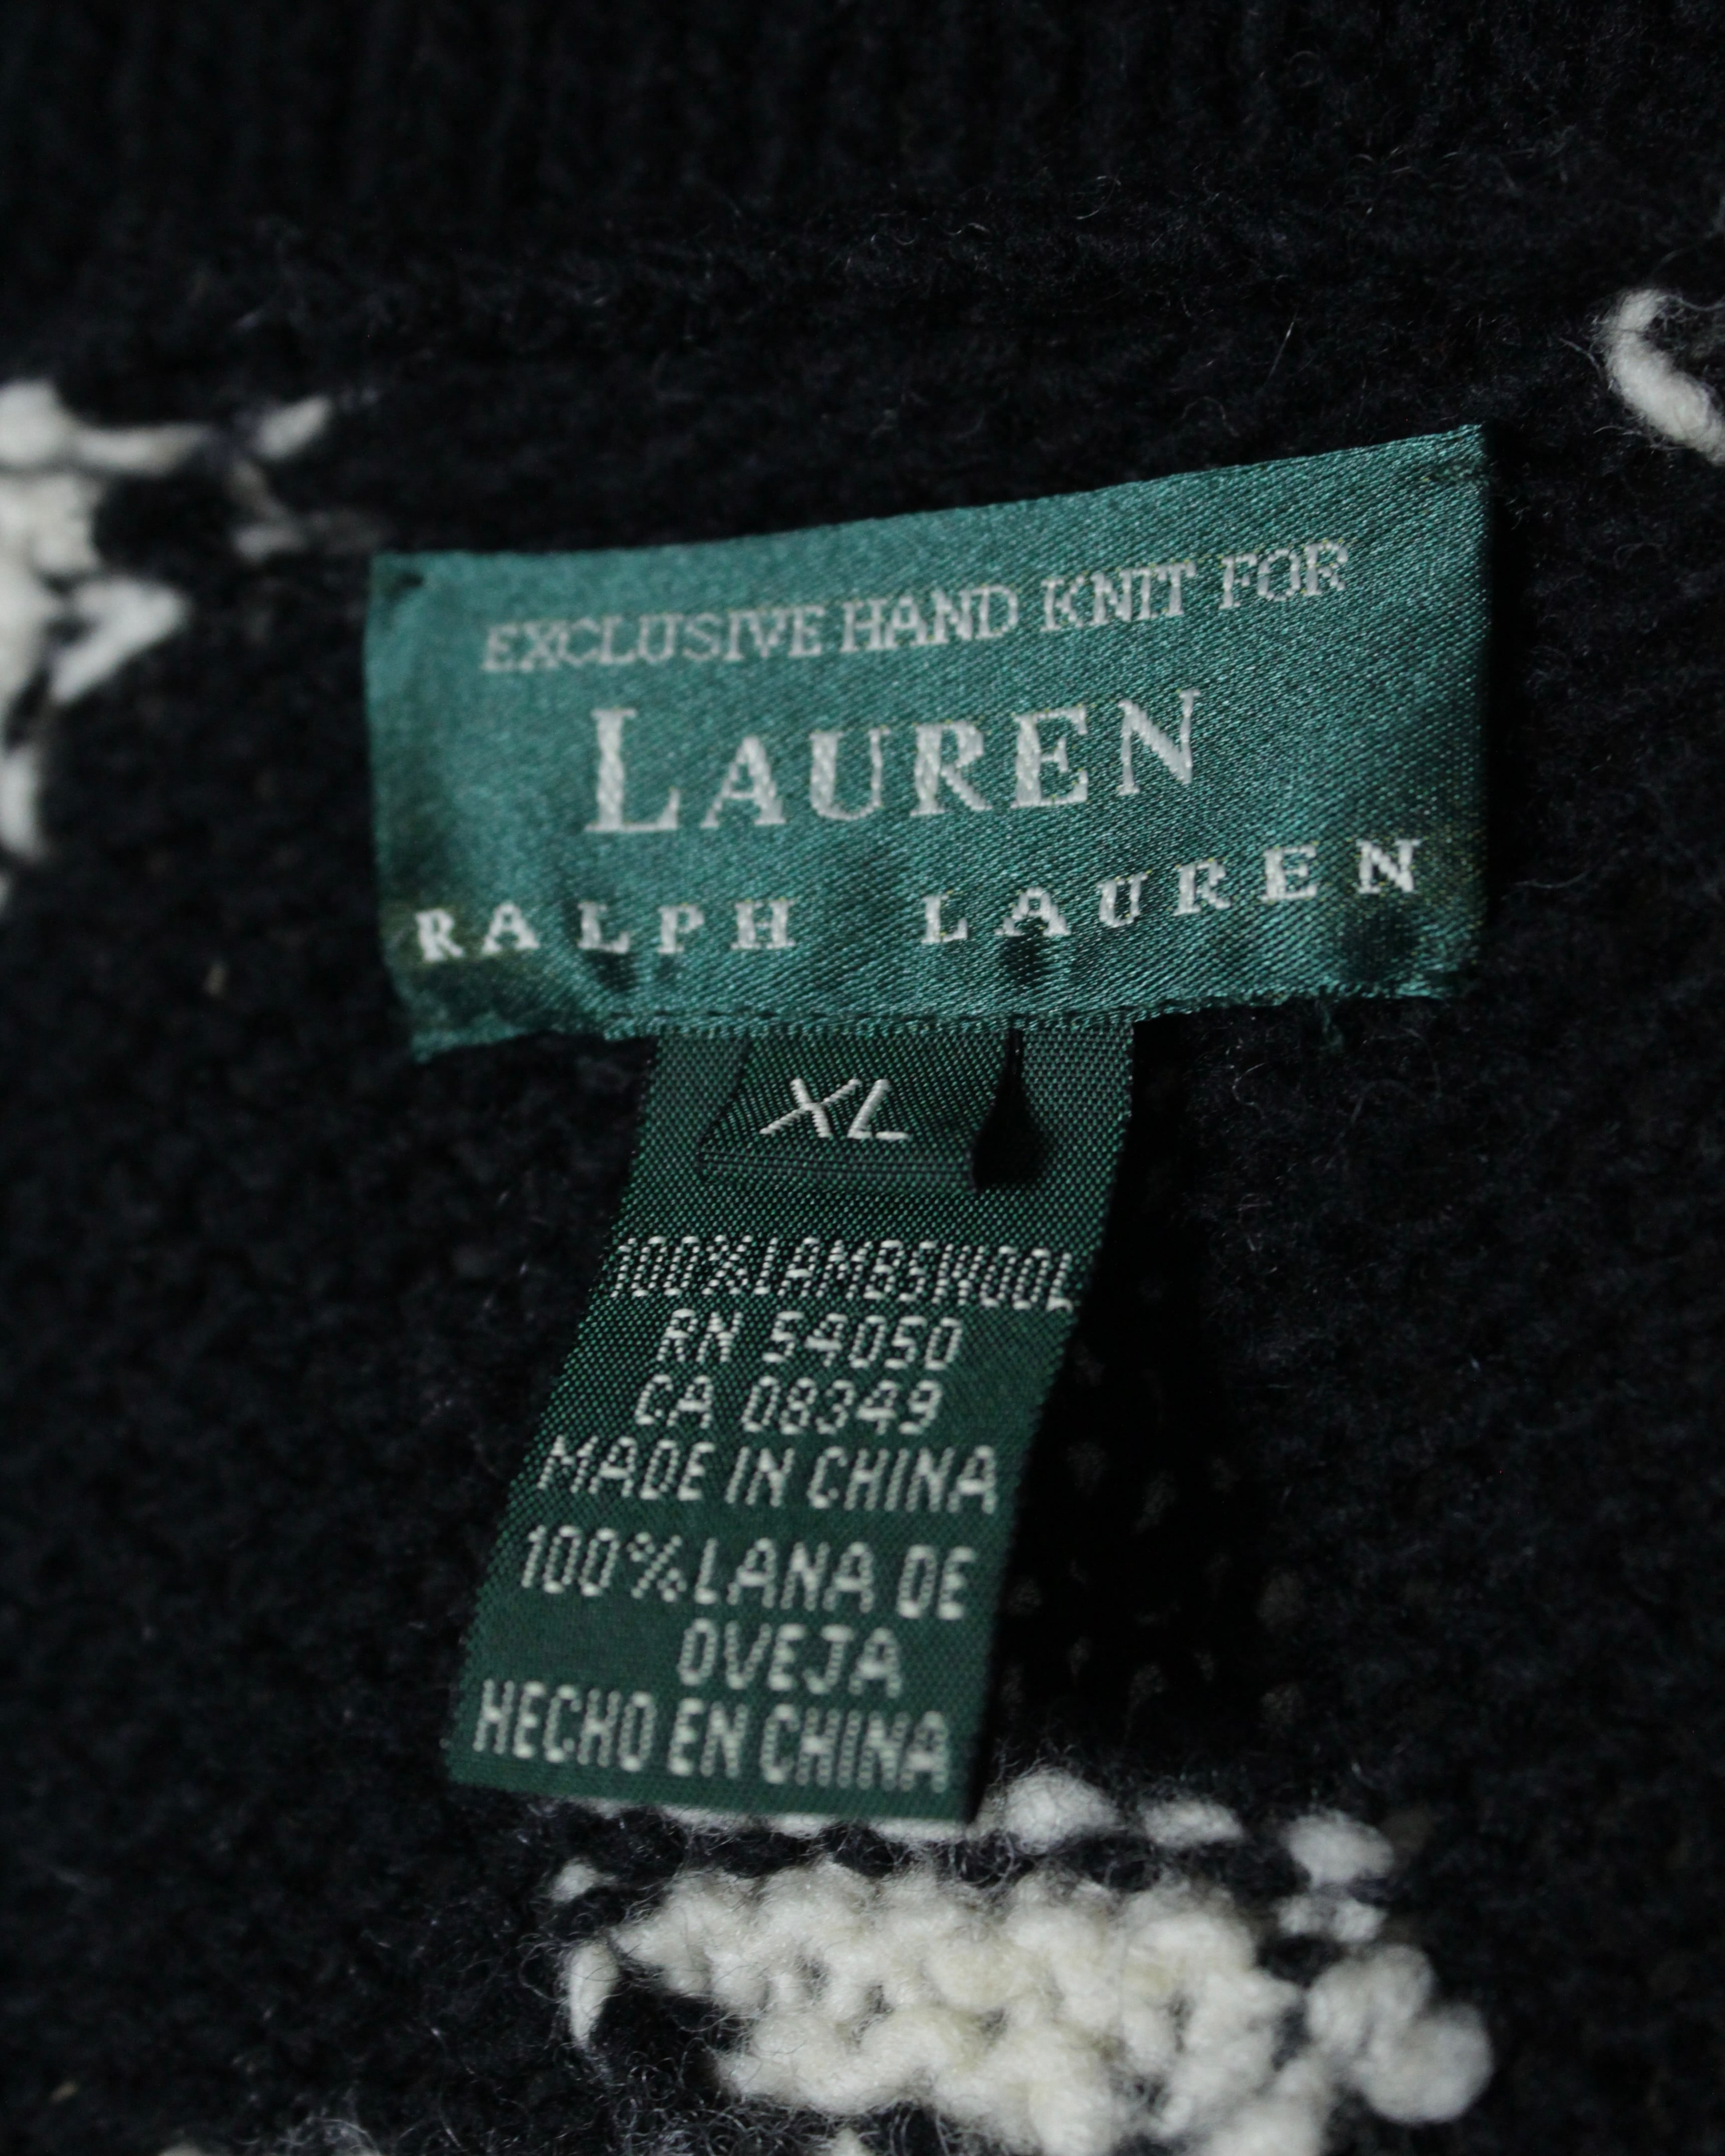 EXCLUSIVE HAND KNIT FOR
LAUREN
RALPH LAUREN
XL
100% LAMBSWOOL
RN 54050
CA 08349
MADE IN CHINA
100% LANA DE
OVEJA
HECHO EN CHINA